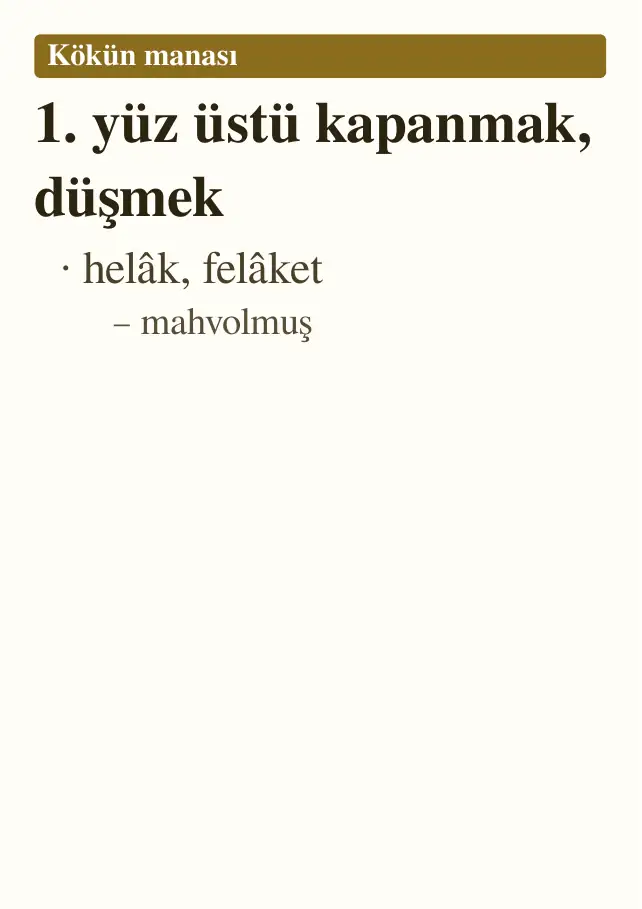 Kökün manası
1. yüz üstü kapanmak,
düşmek
· helâk, felâket
– mahvolmuş